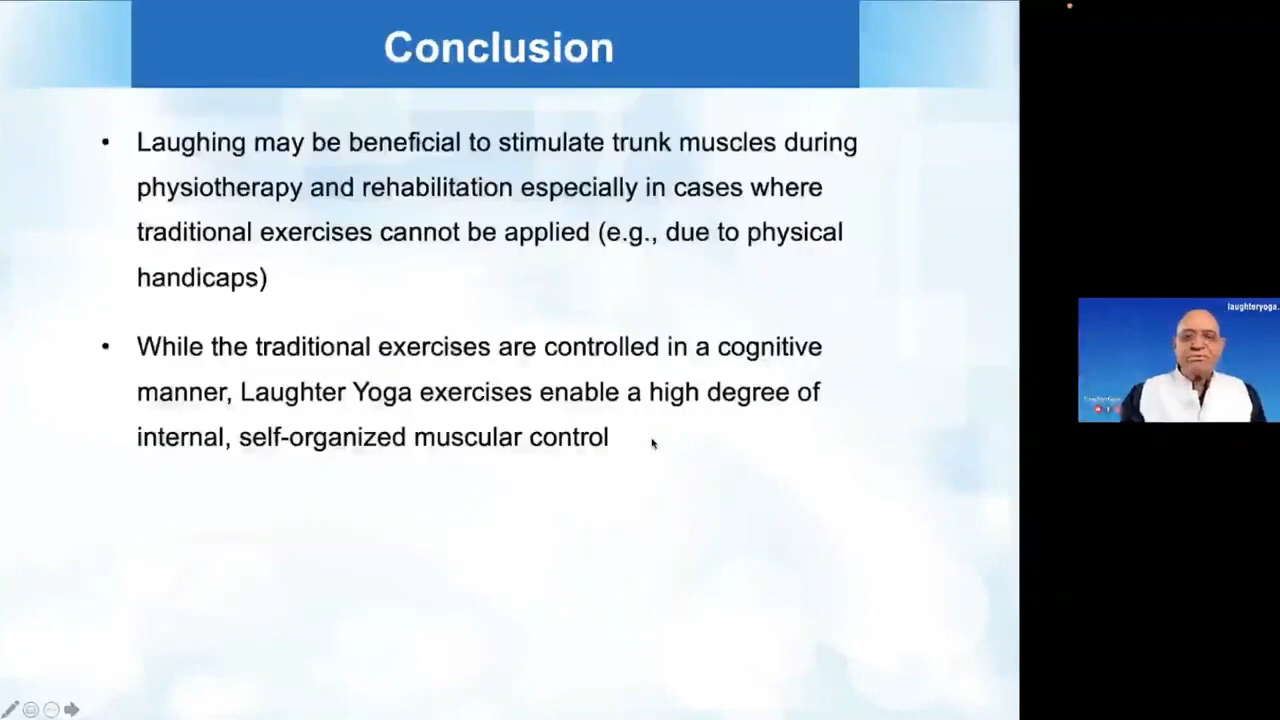 Conclusion
• Laughing may be beneficial to stimulate trunk muscles during
physiotherapy and rehabilitation especially in cases where
traditional exercises cannot be applied (e.g., due to physical
handicaps)
• While the traditional exercises are controlled in a cognitive
manner, Laughter Yoga exercises enable a high degree of
internal, self-organized muscular control
laughteryoga.